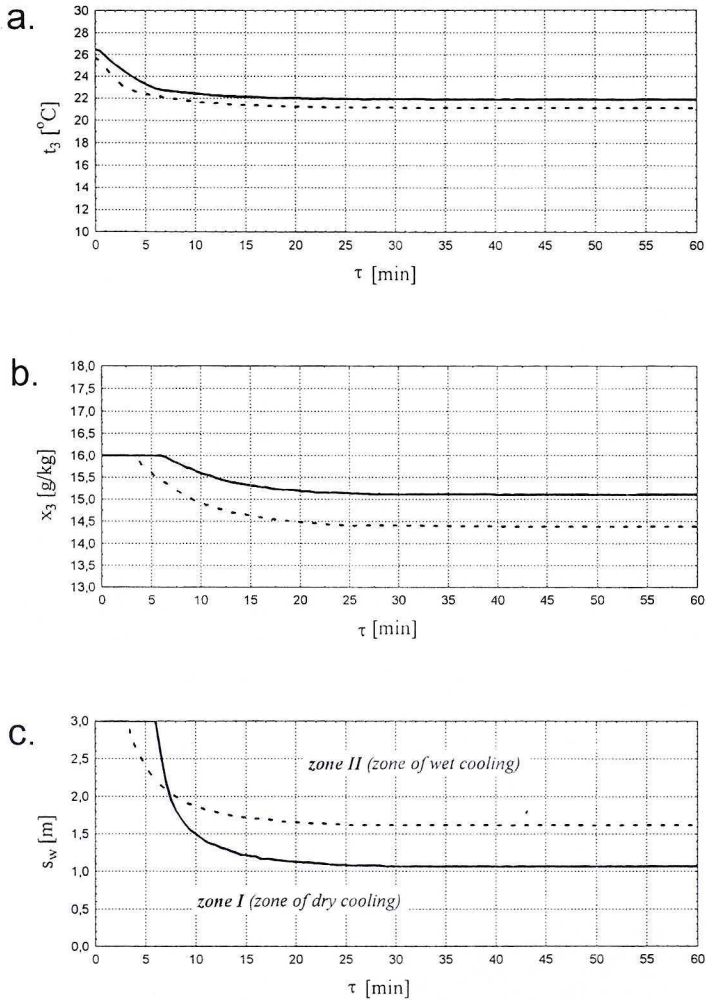 a.
30
28
26
24
22
20
18
16
14
12
10
t₃ [°C]
0 5 10 15 20 25 30 35 40 45 50 55 60
τ [min]
b.
18,0
17,5
17,0
16,5
16,0
15,5
15,0
14,5
14,0
13,5
13,0
x₃ [g/kg]
0 5 10 15 20 25 30 35 40 45 50 55 60
τ [min]
c.
3,0
2,5
2,0
1,5
1,0
0,5
0,0
s_w [m]
zone II (zone of wet cooling)
zone I (zone of dry cooling)
0 5 10 15 20 25 30 35 40 45 50 55 60
τ [min]